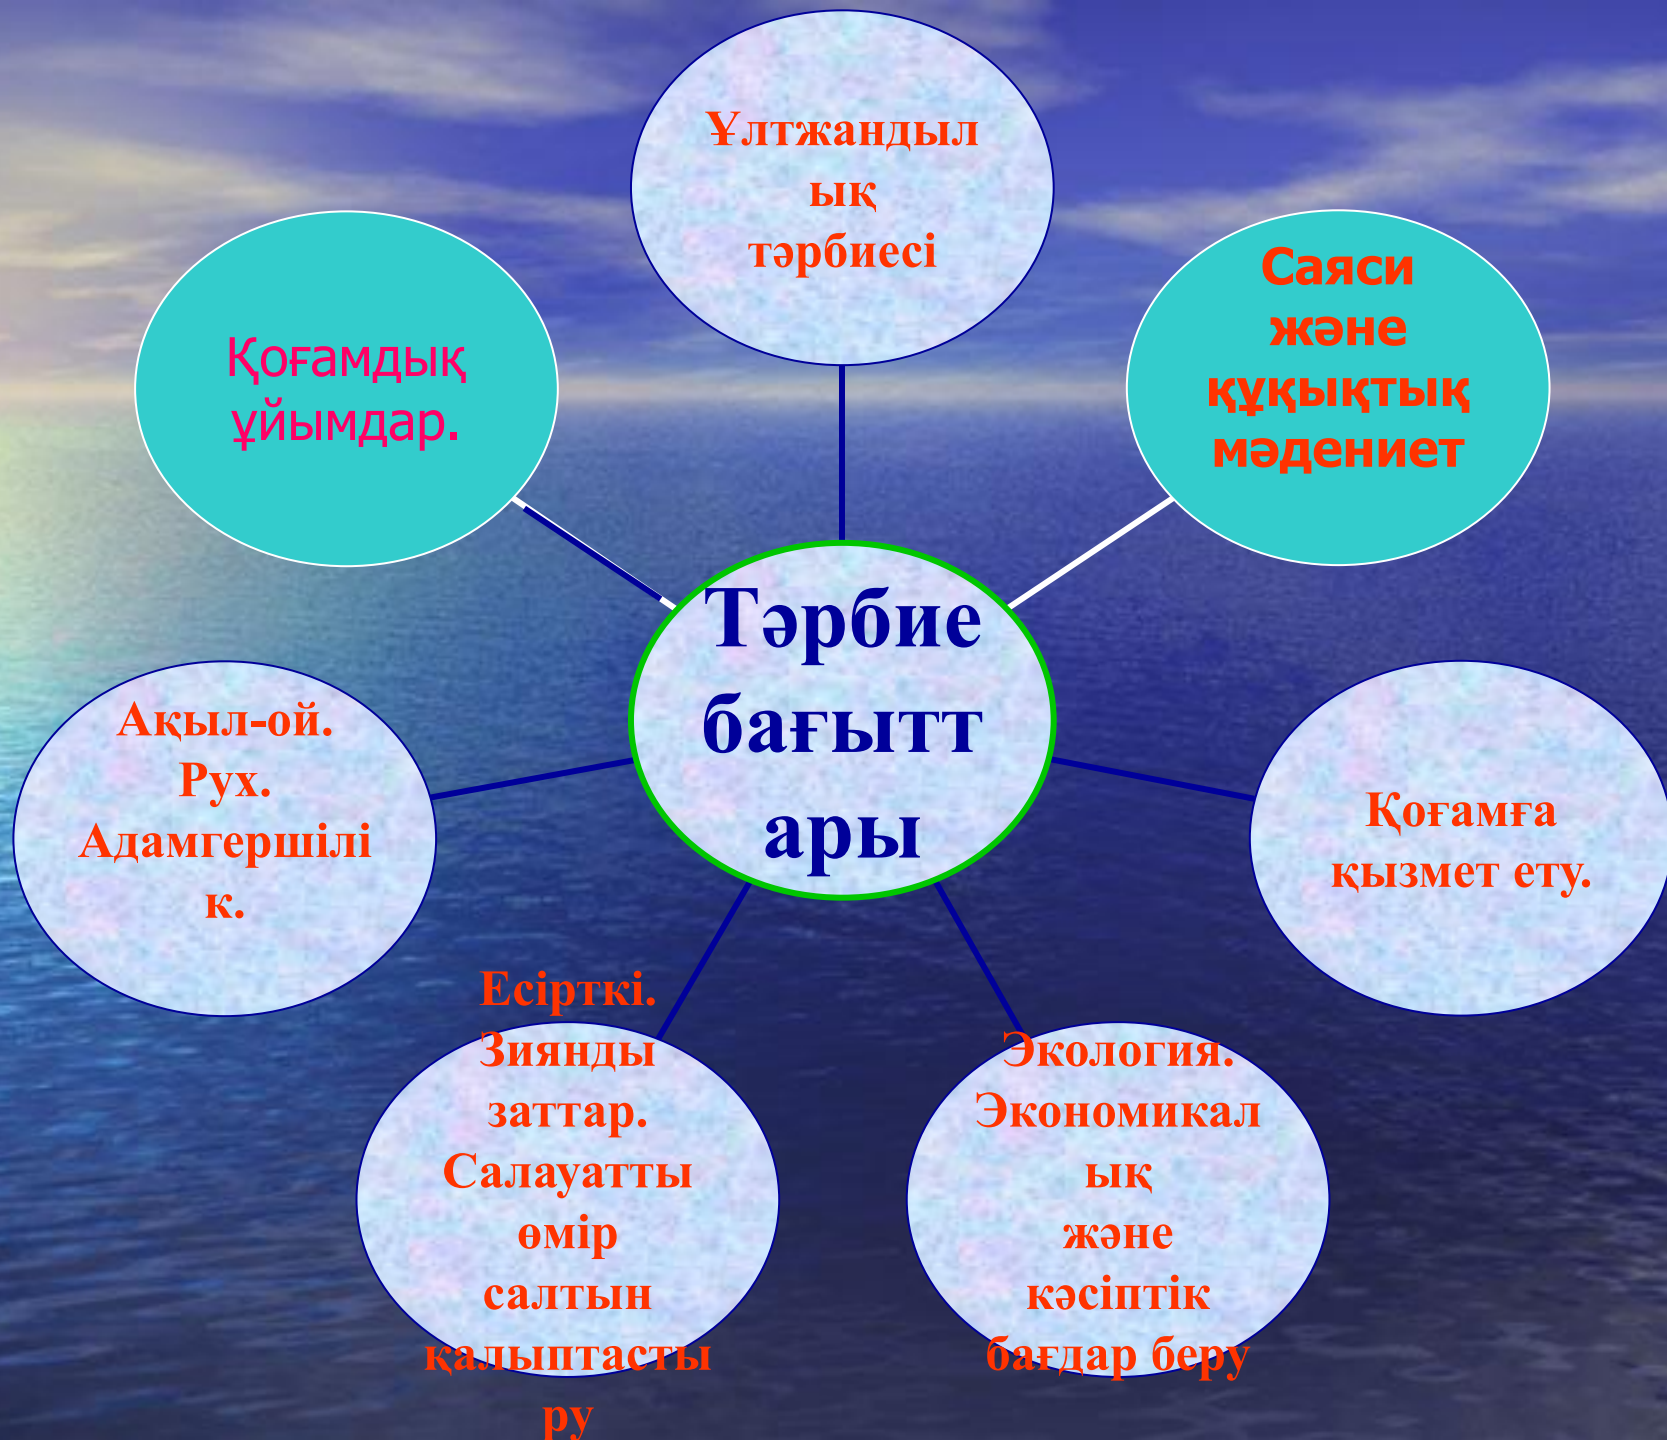 Ұлтжандыл
ық
тәрбиесі
Саяси
және
құқықтық
мәдениет
Қоғамдық
ұйымдар.
Тәрбие
бағытт
ары
Ақыл-ой.
Рух.
Адамгершілі
к.
Қоғамға
қызмет ету.
Есірткі.
Зиянды
заттар.
Салауатты
өмір
салтын
қалыптасты
ру
Экология.
Экономикал
ық
және
кәсіптік
бағдар беру